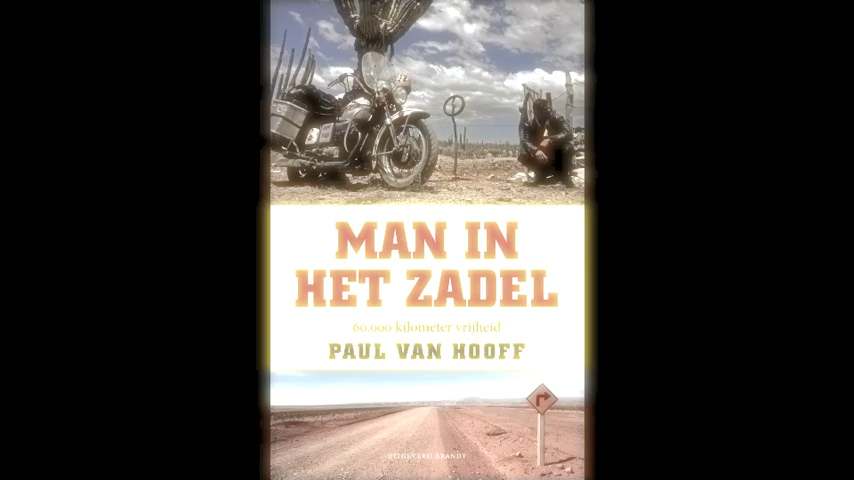 MAN IN
HET ZADEL
60.000 kilometer vrijheid
PAUL VAN HOOFF
UITGEVERIJ BRANDT